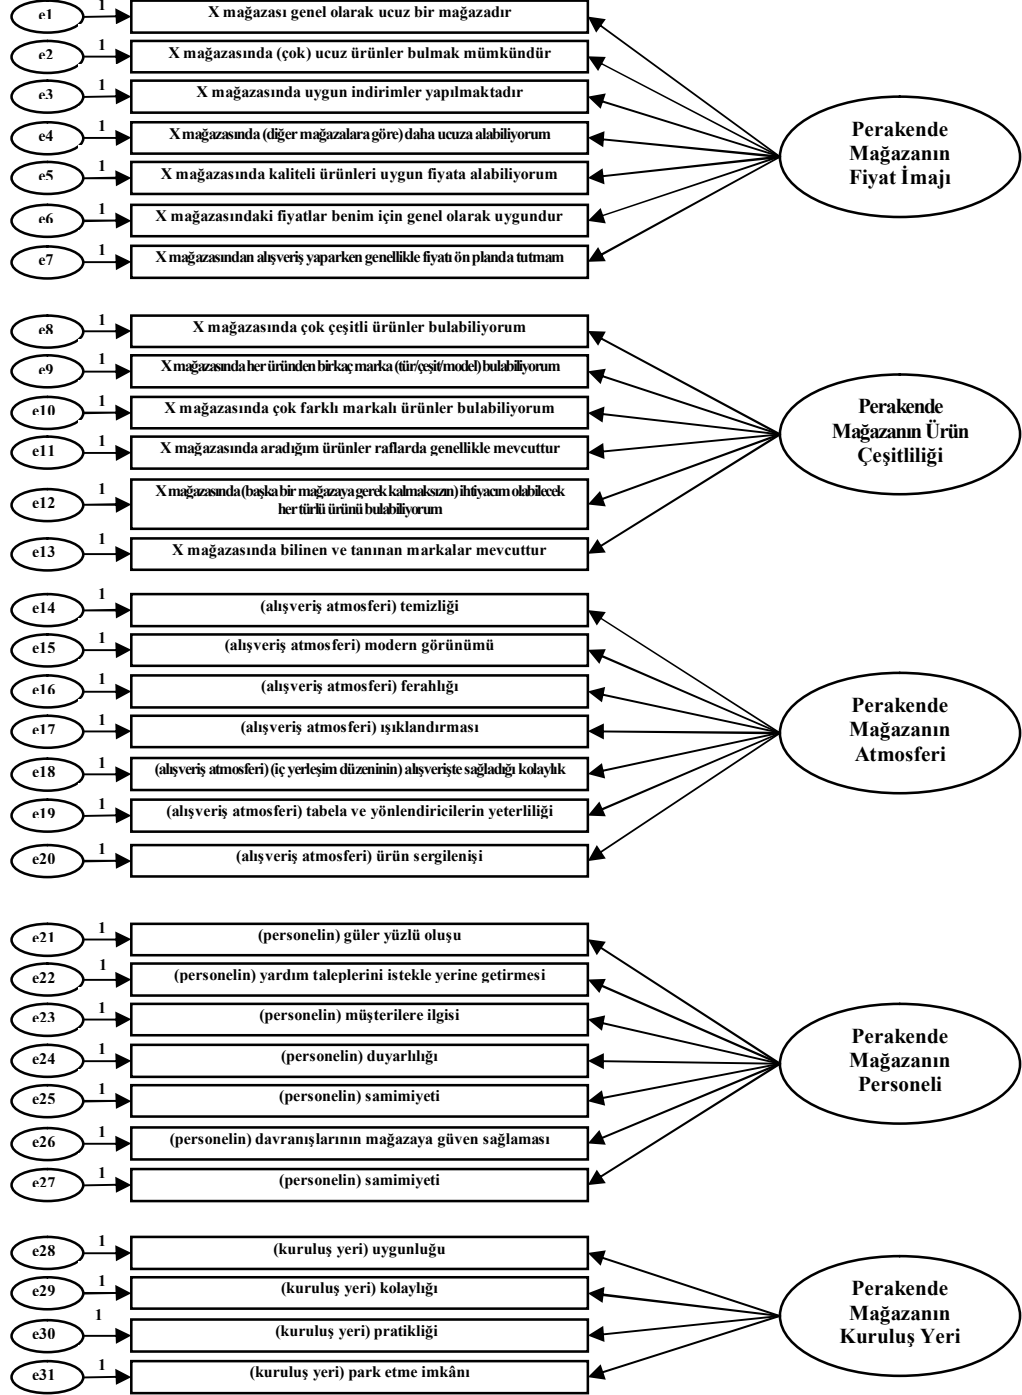 e1 1 X mağazası genel olarak ucuz bir mağazadır
e2 1 X mağazasında (çok) ucuz ürünler bulmak mümkündür
e3 1 X mağazasında uygun indirimler yapılmaktadır
e4 1 X mağazasında (diğer mağazalara göre) daha ucuza alabiliyorum
e5 1 X mağazasında kaliteli ürünleri uygun fiyata alabiliyorum
e6 1 X mağazasındaki fiyatlar benim için genel olarak uygundur
e7 1 X mağazasından alışveriş yaparken genellikle fiyatı ön planda tutmam
Perakende
Mağazanın
Fiyat İmajı
e8 1 X mağazasında çok çeşitli ürünler bulabiliyorum
e9 1 X mağazasında her üründen birkaç marka (tür/çeşit/model) bulabiliyorum
e10 1 X mağazasında çok farklı markalı ürünler bulabiliyorum
e11 1 X mağazasında aradığım ürünler raflarda genellikle mevcuttur
e12 1 X mağazasında (başka bir mağazaya gerek kalmaksızın) ihtiyacım olabilecek
her türlü ürünü bulabiliyorum
e13 1 X mağazasında bilinen ve tanınan markalar mevcuttur
Perakende
Mağazanın Ürün
Çeşitliliği
e14 1 (alışveriş atmosferi) temizliği
e15 1 (alışveriş atmosferi) modern görünümü
e16 1 (alışveriş atmosferi) ferahlığı
e17 1 (alışveriş atmosferi) ışıklandırması
e18 1 (alışveriş atmosferi) (iç yerleşim düzeninin) alışverişte sağladığı kolaylık
e19 1 (alışveriş atmosferi) tabela ve yönlendiricilerin yeterliliği
e20 1 (alışveriş atmosferi) ürün sergilenişi
Perakende
Mağazanın
Atmosferi
e21 1 (personelin) güler yüzlü oluşu
e22 1 (personelin) yardım taleplerini istekle yerine getirmesi
e23 1 (personelin) müşterilere ilgisi
e24 1 (personelin) duyarlılığı
e25 1 (personelin) samimiyeti
e26 1 (personelin) davranışlarının mağazaya güven sağlaması
e27 1 (personelin) samimiyeti
Perakende
Mağazanın
Personeli
e28 1 (kuruluş yeri) uygunluğu
e29 1 (kuruluş yeri) kolaylığı
e30 1 (kuruluş yeri) pratikliği
e31 1 (kuruluş yeri) park etme imkânı
Perakende
Mağazanın
Kuruluş Yeri